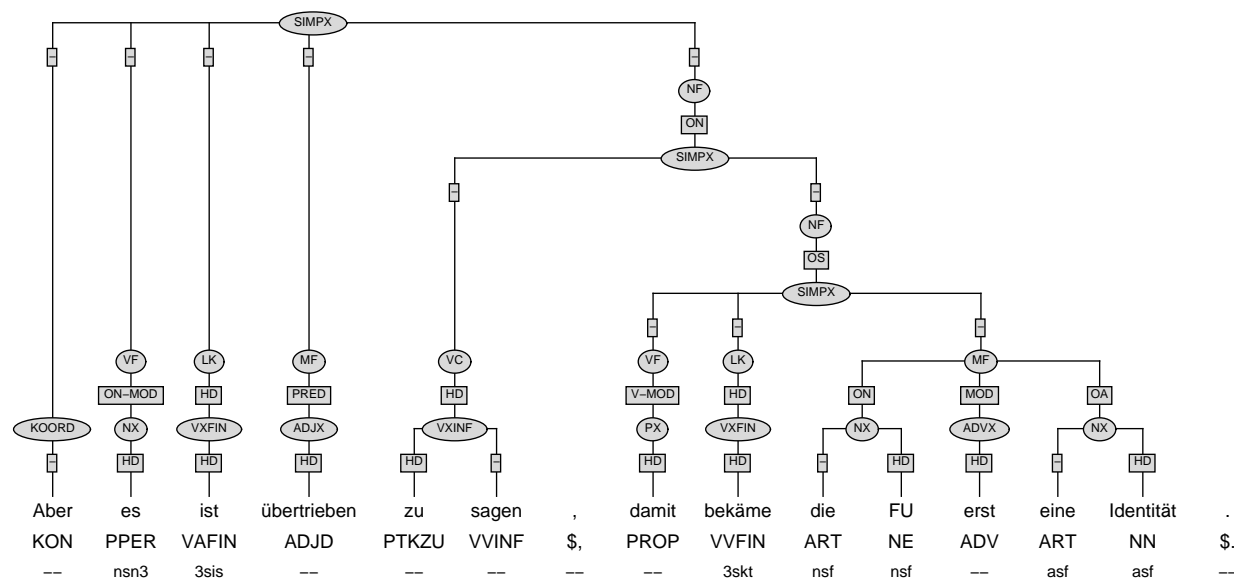 SIMPX
– – – – –
NF
ON
SIMPX
– –
NF
OS
SIMPX
– – –
VF LK MF VC VF LK MF
ON–MOD HD PRED HD V–MOD HD ON MOD OA
KOORD NX VXFIN ADJX VXINF PX VXFIN NX ADVX NX
– HD HD HD HD – HD HD – HD HD – HD
Aber es ist übertrieben zu sagen , damit bekäme die FU erst eine Identität .
KON PPER VAFIN ADJD PTKZU VVINF $, PROP VVFIN ART NE ADV ART NN $.
–– nsn3 3sis –– –– –– –– –– 3skt nsf nsf –– asf asf ––